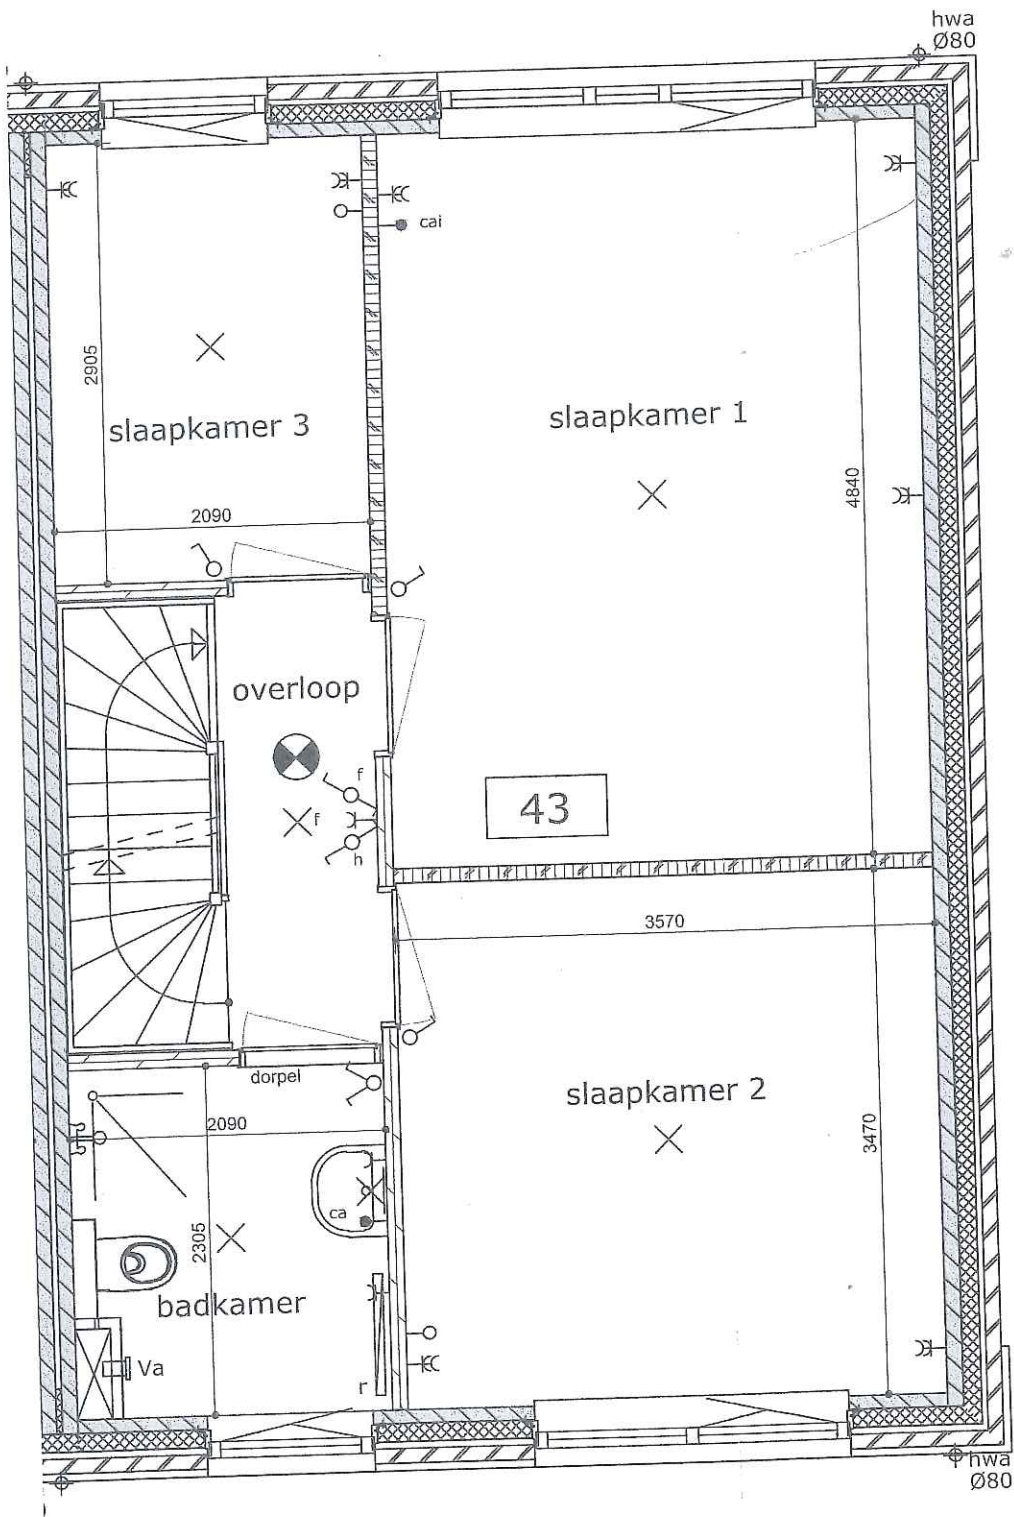 hwa
Ø80
cai
2905
slaapkamer 3
slaapkamer 1
4840
2090
overloop
f
f
h
43
3570
dorpel
slaapkamer 2
2090
3470
ca
2305
badkamer
Va
r
hwa
Ø80